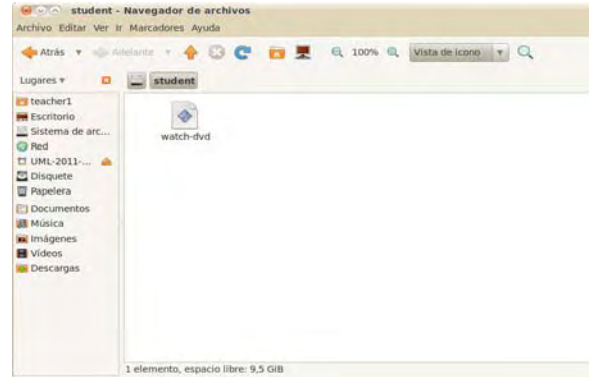 student - Navegador de archivos
Archivo Editar Ver Ir Marcadores Ayuda
Atrás Adelante 100% Vista de icono
Lugares student
teacher1
Escritorio
Sistema de arc...
Red
UML-2011-...
Disquete
Papelera
Documentos
Música
Imágenes
Vídeos
Descargas
watch-dvd
1 elemento, espacio libre: 9,5 GiB